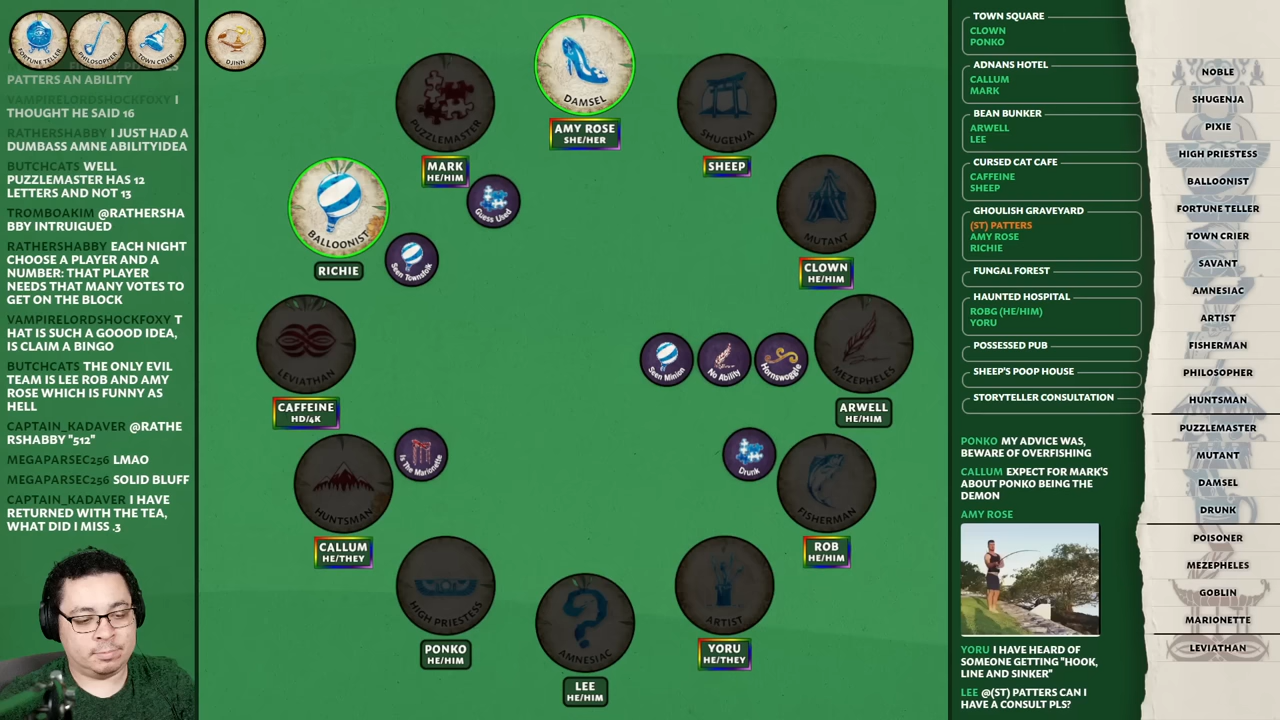 FORTUNE TELLER
PHILOSOPHER
TOWN CRIER
DJINN
PATTERS AN ABILITY
VAMPIRELORDSHOCKFOXY I
THOUGHT HE SAID 16
RATHERSHABBY I JUST HAD A
DUMBASS AMNE ABILITYIDEA
BUTCHCATS WELL
PUZZLEMASTER HAS 12
LETTERS AND NOT 13
TROMBOAKIM @RATHERSHA
BBY INTRUIGUED
RATHERSHABBY EACH NIGHT
CHOOSE A PLAYER AND A
NUMBER: THAT PLAYER
NEEDS THAT MANY VOTES TO
GET ON THE BLOCK
VAMPIRELORDSHOCKFOXY T
HAT IS SUCH A GOOOD IDEA,
IS CLAIM A BINGO
BUTCHCATS THE ONLY EVIL
TEAM IS LEE ROB AND AMY
ROSE WHICH IS FUNNY AS
HELL
CAPTAIN_KADAVER @RATHE
RSHABBY "512"
MEGAPARSEC256 LMAO
MEGAPARSEC256 SOLID BLUFF
CAPTAIN_KADAVER I HAVE
RETURNED WITH THE TEA,
WHAT DID I MISS .3
DAMSEL
AMY ROSE
SHE/HER
PUZZLEMASTER
MARK
HE/HIM
Guess Used
SHUGENJA
SHEEP
BALLOONIST
RICHIE
Seen Townsfolk
MUTANT
CLOWN
HE/HIM
LEVIATHAN
CAFFEINE
HD/4K
Seen Minion
No Ability
Hornswoggle
MEZEPHELES
ARWELL
HE/HIM
HUNTSMAN
CALLUM
HE/THEY
Is The Marionette
Drunk
FISHERMAN
ROB
HE/HIM
HIGH PRIESTESS
PONKO
HE/HIM
AMNESIAC
LEE
HE/HIM
ARTIST
YORU
HE/THEY
TOWN SQUARE
CLOWN
PONKO
ADNANS HOTEL
CALLUM
MARK
BEAN BUNKER
ARWELL
LEE
CURSED CAT CAFE
CAFFEINE
SHEEP
GHOULISH GRAVEYARD
(ST) PATTERS
AMY ROSE
RICHIE
FUNGAL FOREST
HAUNTED HOSPITAL
ROBG (HE/HIM)
YORU
POSSESSED PUB
SHEEP'S POOP HOUSE
STORYTELLER CONSULTATION
PONKO MY ADVICE WAS,
BEWARE OF OVERFISHING
CALLUM EXPECT FOR MARK'S
ABOUT PONKO BEING THE
DEMON
AMY ROSE
YORU I HAVE HEARD OF
SOMEONE GETTING "HOOK,
LINE AND SINKER"
LEE @(ST) PATTERS CAN I
HAVE A CONSULT PLS?
NOBLE
SHUGENJA
PIXIE
HIGH PRIESTESS
BALLOONIST
FORTUNE TELLER
TOWN CRIER
SAVANT
AMNESIAC
ARTIST
FISHERMAN
PHILOSOPHER
HUNTSMAN
PUZZLEMASTER
MUTANT
DAMSEL
DRUNK
POISONER
MEZEPHELES
GOBLIN
MARIONETTE
LEVIATHAN